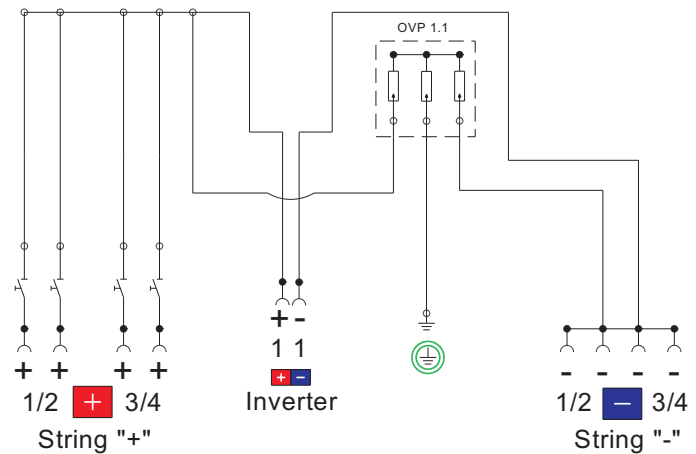 OVP 1.1
+ -
1 1
+ -
Inverter
+ + + +
1/2 + 3/4
String "+"
- - - -
1/2 - 3/4
String "-"